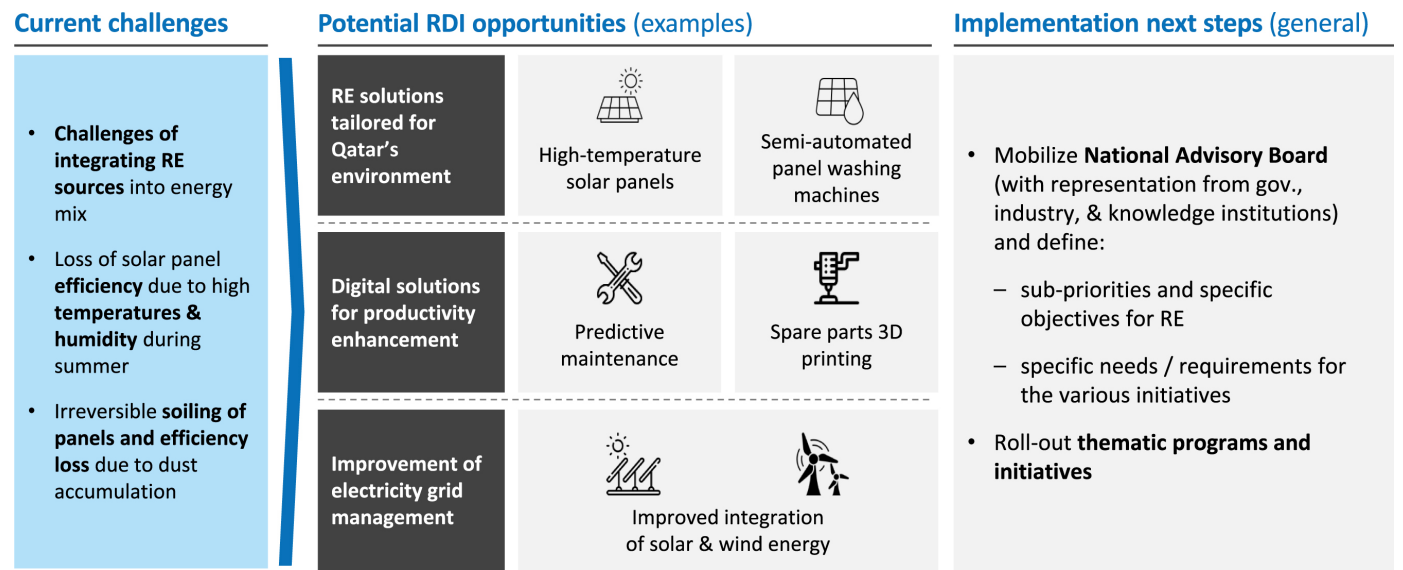 Current challenges
• Challenges of
integrating RE
sources into energy
mix
• Loss of solar panel
efficiency due to high
temperatures &
humidity during
summer
• Irreversible soiling of
panels and efficiency
loss due to dust
accumulation
Potential RDI opportunities (examples)
RE solutions
tailored for
Qatar’s
environment
High-temperature
solar panels
Semi-automated
panel washing
machines
Digital solutions
for productivity
enhancement
Predictive
maintenance
Spare parts 3D
printing
Improvement of
electricity grid
management
Improved integration
of solar & wind energy
Implementation next steps (general)
• Mobilize National Advisory Board
(with representation from gov.,
industry, & knowledge institutions)
and define:
– sub-priorities and specific
objectives for RE
– specific needs / requirements for
the various initiatives
• Roll-out thematic programs and
initiatives